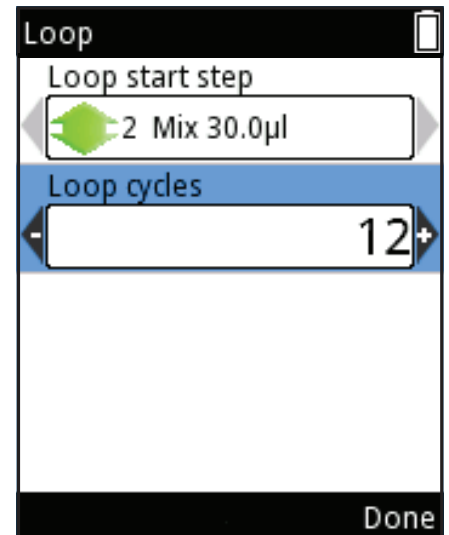 Loop
Loop start step
2 Mix 30.0µl
Loop cycles
- 12 +
Done